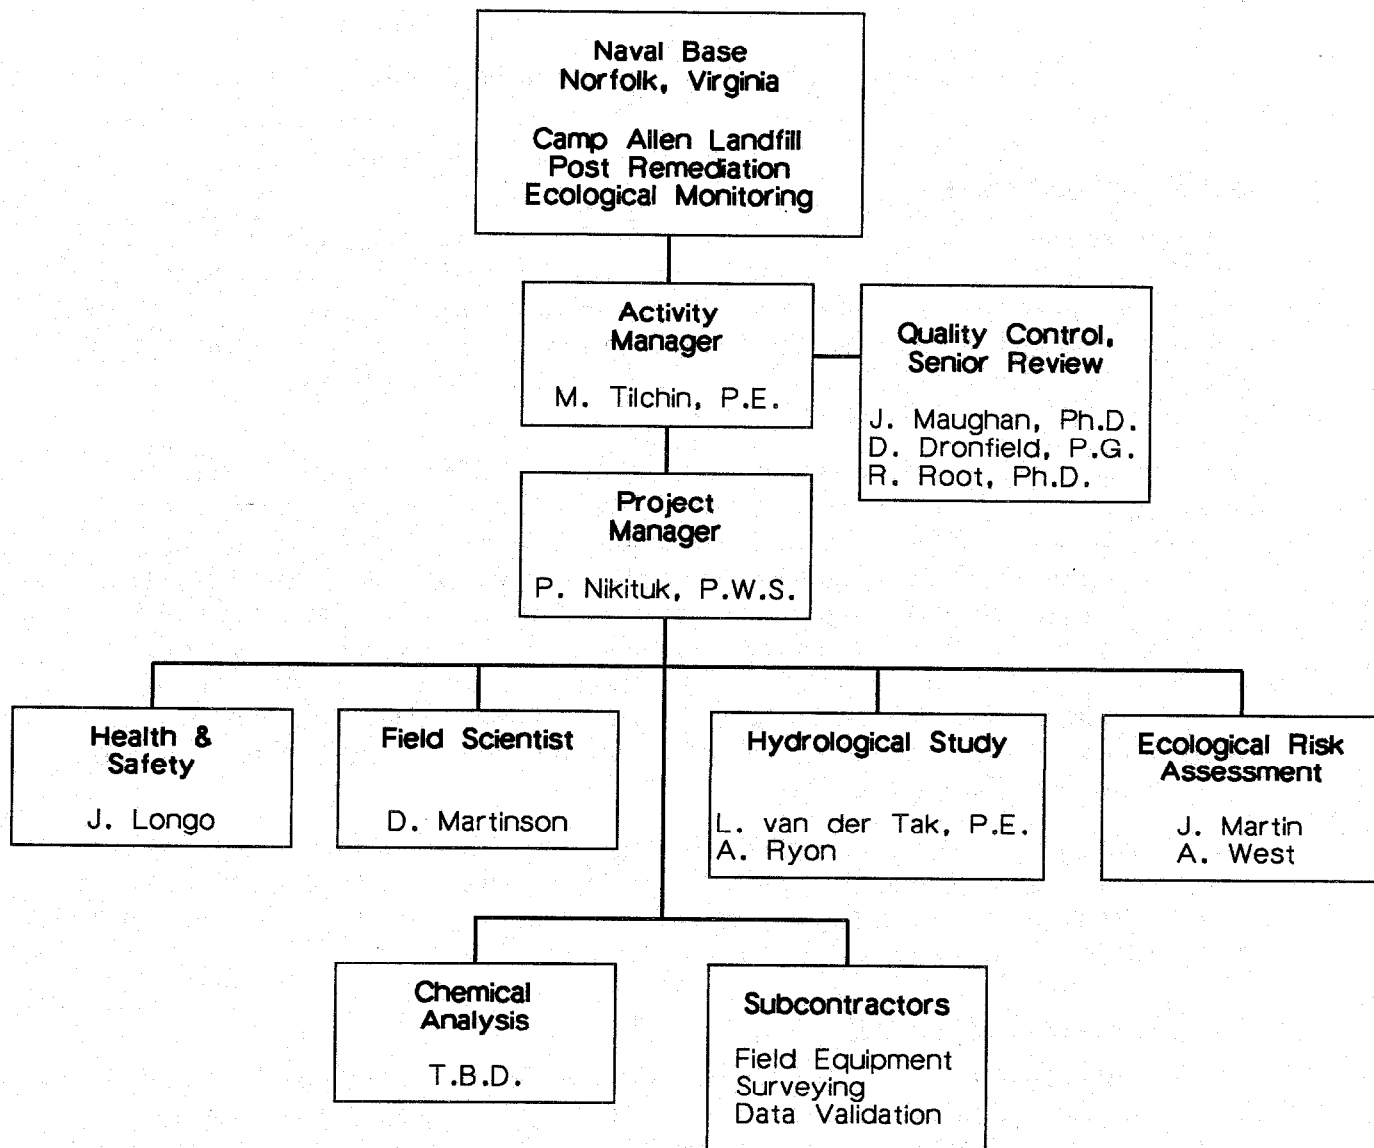 Naval Base
Norfolk, Virginia
Camp Allen Landfill
Post Remediation
Ecological Monitoring
Activity
Manager
M. Tilchin, P.E.
Quality Control,
Senior Review
J. Maughan, Ph.D.
D. Dronfield, P.G.
R. Root, Ph.D.
Project
Manager
P. Nikituk, P.W.S.
Health &
Safety
J. Longo
Field Scientist
D. Martinson
Hydrological Study
L. van der Tak, P.E.
A. Ryon
Ecological Risk
Assessment
J. Martin
A. West
Chemical
Analysis
T.B.D.
Subcontractors
Field Equipment
Surveying
Data Validation